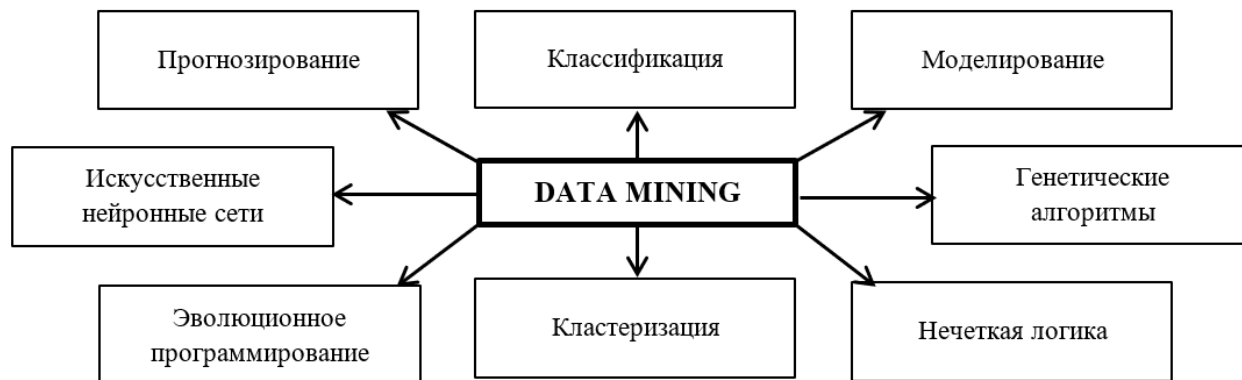 Прогнозирование
Классификация
Моделирование
Искусственные
нейронные сети
DATA MINING
Генетические
алгоритмы
Эволюционное
программирование
Кластеризация
Нечеткая логика